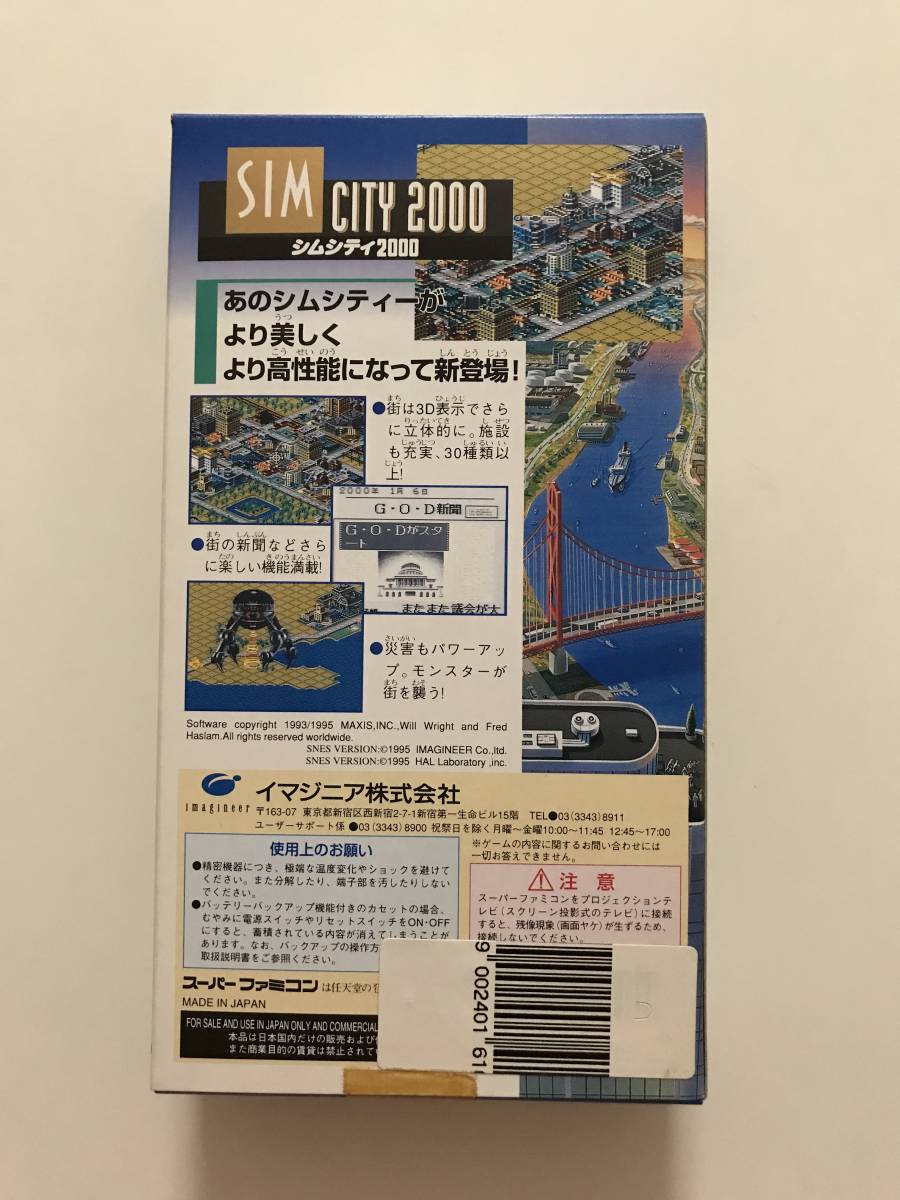 SIM
CITY 2000
シムシティ2000
あのシムシティーが
より美しく
より高性能になって新登場!
●街は3D表示でさら
に立体的に。施設
も充実、30種類以
上!
2000年 1月 6日
G・O・D新聞
G・O・Dがスタ
ート
またまた議会が大
●街の新聞などさら
に楽しい機能満載!
●災害もパワーアッ
プ。モンスターが
街を襲う!
Software copyright 1993/1995 MAXIS,INC.,Will Wright and Fred
Haslam.All rights reserved worldwide.
SNES VERSION:©1995 IMAGINEER Co.,ltd.
SNES VERSION:©1995 HAL Laboratory ,inc.
imagineer
イマジニア株式会社
〒163-07 東京都新宿区西新宿2-7-1新宿第一生命ビル15階 TEL●03(3343)8911
ユーザーサポート係 ●03(3343)8900 祝祭日を除く月曜〜金曜10:00〜11:45 12:45〜17:00
※ゲームの内容に関するお問い合わせには
一切お答えできません。
使用上のお願い
●精密機器につき、極端な温度変化やショックを避けて
ください。また分解したり、端子部を汚したりしない
でください。
●バッテリーバックアップ機能付きのカセットの場合、
むやみに電源スイッチやリセットスイッチをON・OFF
にすると、蓄積されている内容が消えてしまうことが
あります。なお、バックアップの操作方
取扱説明書をご参照ください。
注意
スーパーファミコンをプロジェクションテ
レビ(スクリーン投影式のテレビ)に接続
すると、残像現象(画面ヤケ)が生ずるため、
接続しないでください。
スーパーファミコンは任天堂の
MADE IN JAPAN
FOR SALE AND USE IN JAPAN ONLY AND COMMERCIAL
本品は日本国内だけの販売および
また商業目的の賃貸は禁止されて
9 002401 61
D